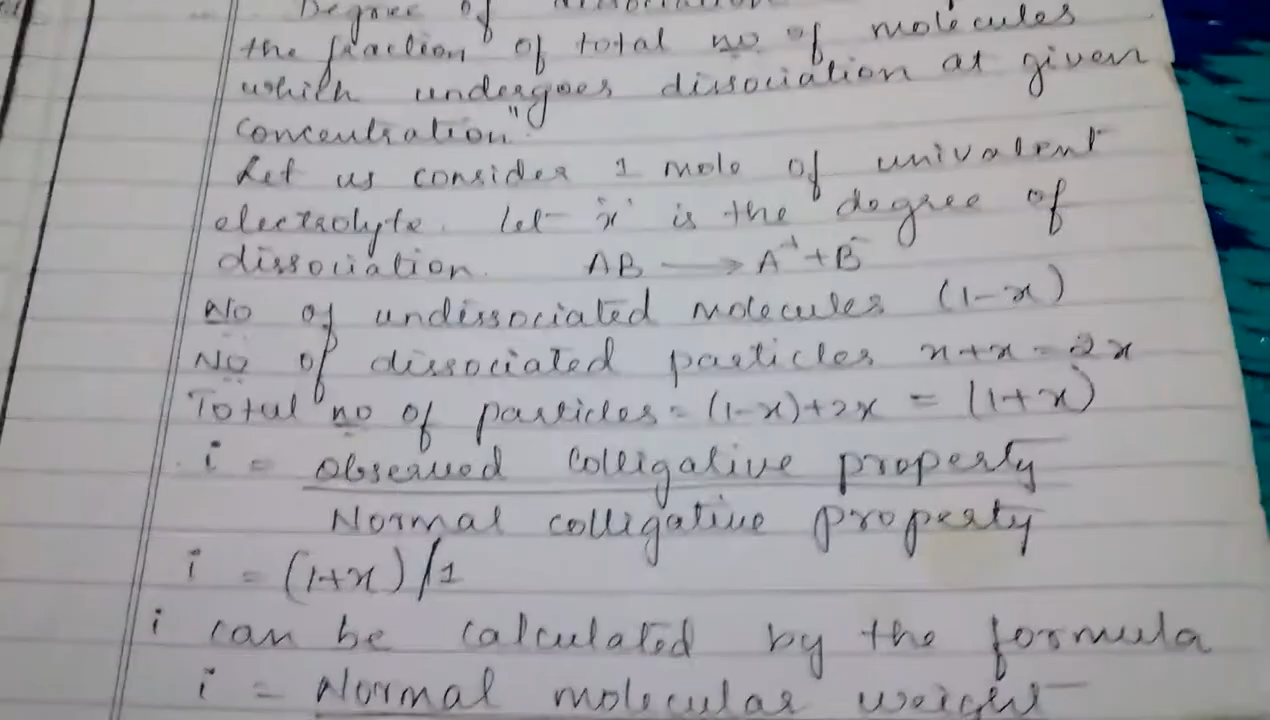 Degree of
the fraction of total no of molecules
which undergoes dissociation at given
concentration"
Let us consider 1 mole of univalent
electrolyte. Let 'x' is the degree of
dissociation. AB → A⁺ + B⁻
No of undissociated molecules (1-x)
No of dissociated particles x+x = 2x
Total no of particles = (1-x)+2x = (1+x)
i = Observed colligative property
Normal colligative property
i = (1+x)/1
i can be calculated by the formula
i = Normal molecular weight